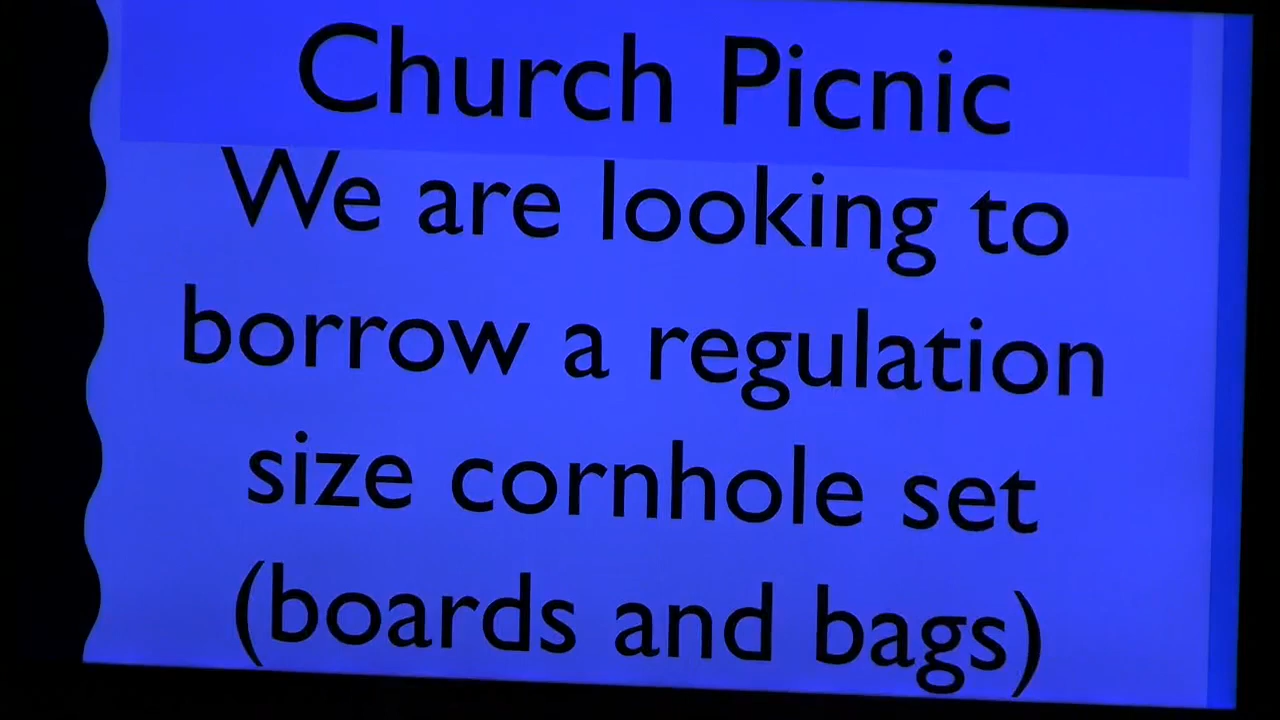 Church Picnic
We are looking to
borrow a regulation
size cornhole set
(boards and bags)